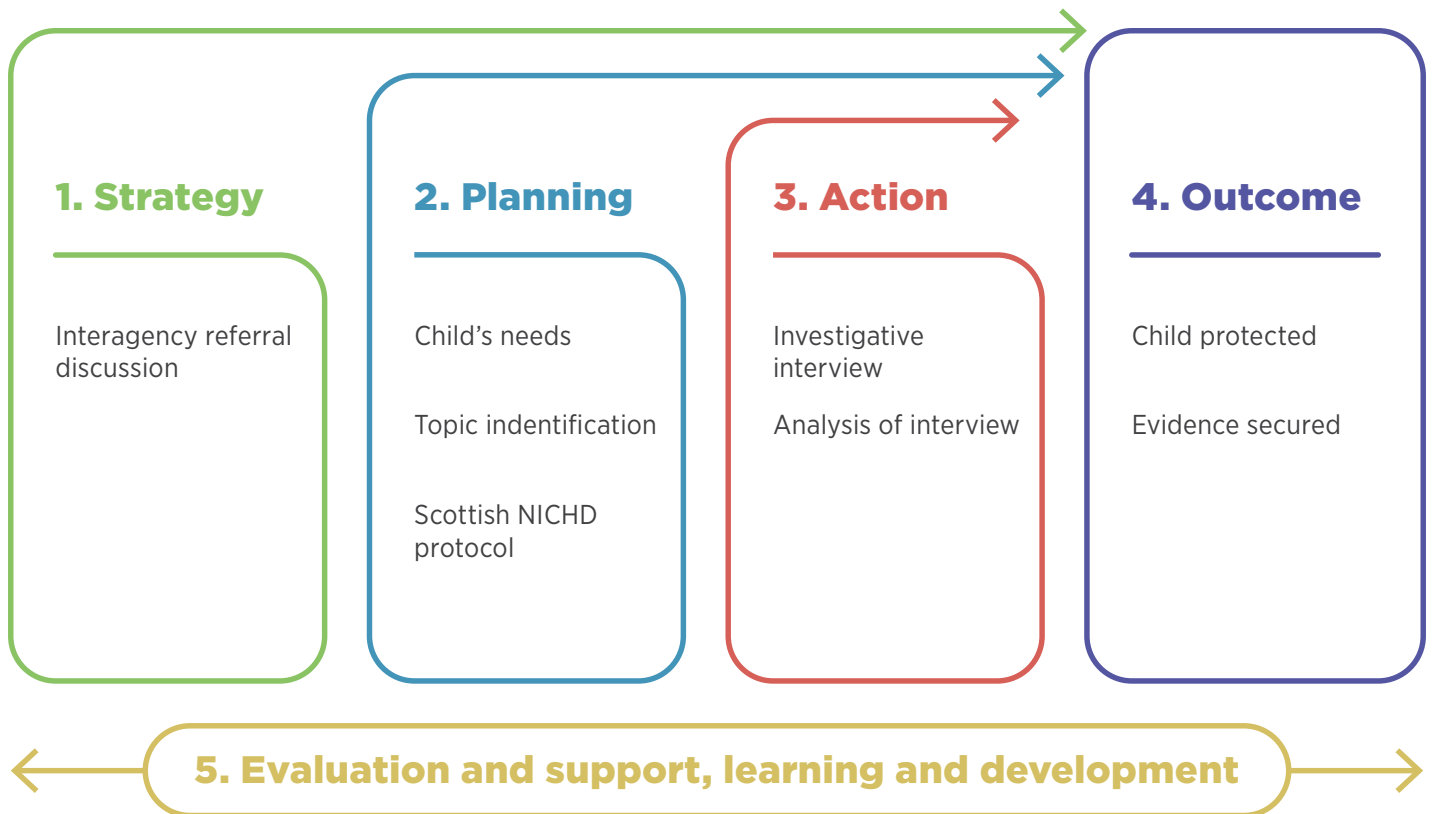 1. Strategy
Interagency referral
discussion
2. Planning
Child’s needs
Topic indentification
Scottish NICHD
protocol
3. Action
Investigative
interview
Analysis of interview
4. Outcome
Child protected
Evidence secured
5. Evaluation and support, learning and development